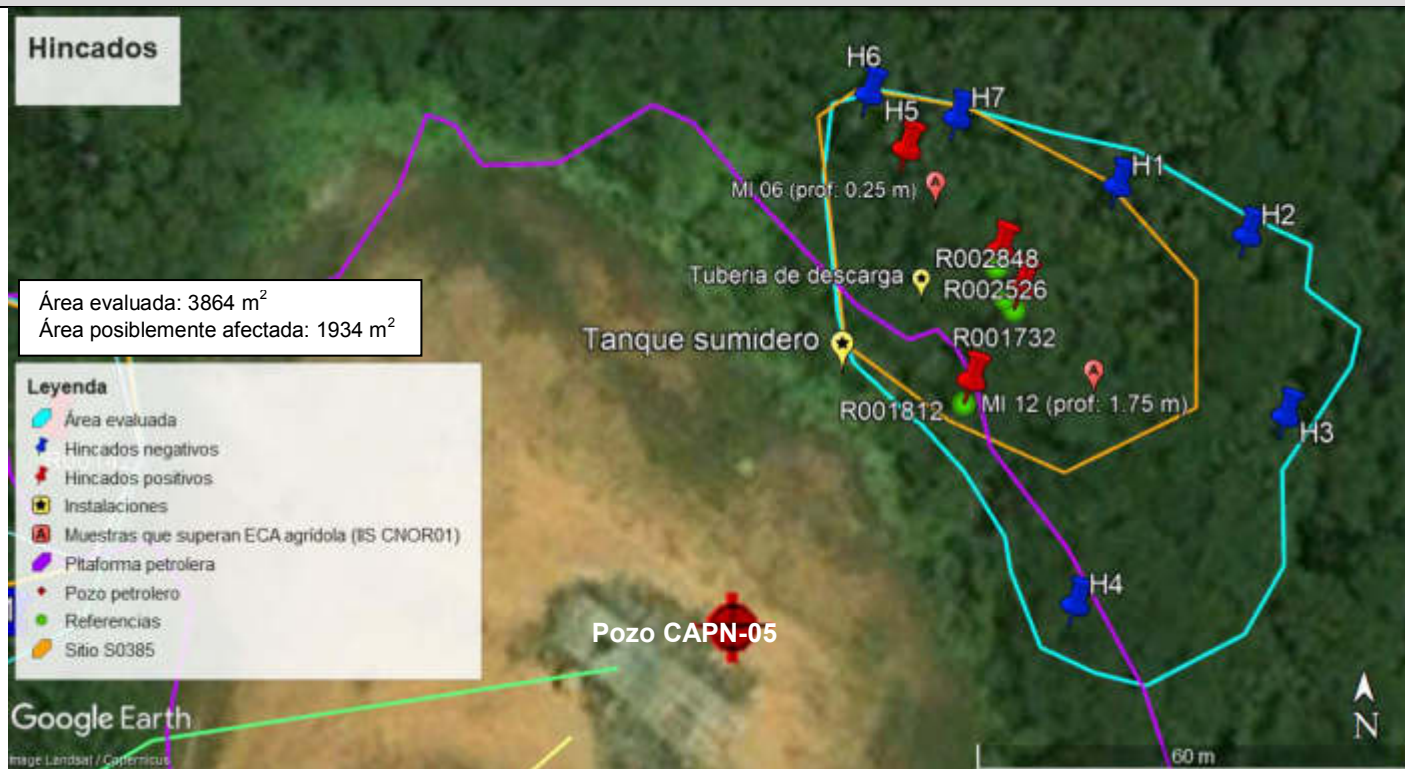 Hincados
H6
H5
H7
H1
MI 06 (prof: 0.25 m)
H2
R002848
Tuberia de descarga
R002526
Área evaluada: 3864 m²
Área posiblemente afectada: 1934 m²
Tanque sumidero
R001732
R001812
MI 12 (prof: 1.75 m)
H3
Leyenda
Área evaluada
Hincados negativos
Hincados positivos
Instalaciones
Muestras que superan ECA agrídola (IIS CNOR01)
Pltaforma petrolera
Pozo petrolero
Referencias
Sitio S0385
H4
Pozo CAPN-05
Google Earth
Image Landsat / Copernicus
N
60 m